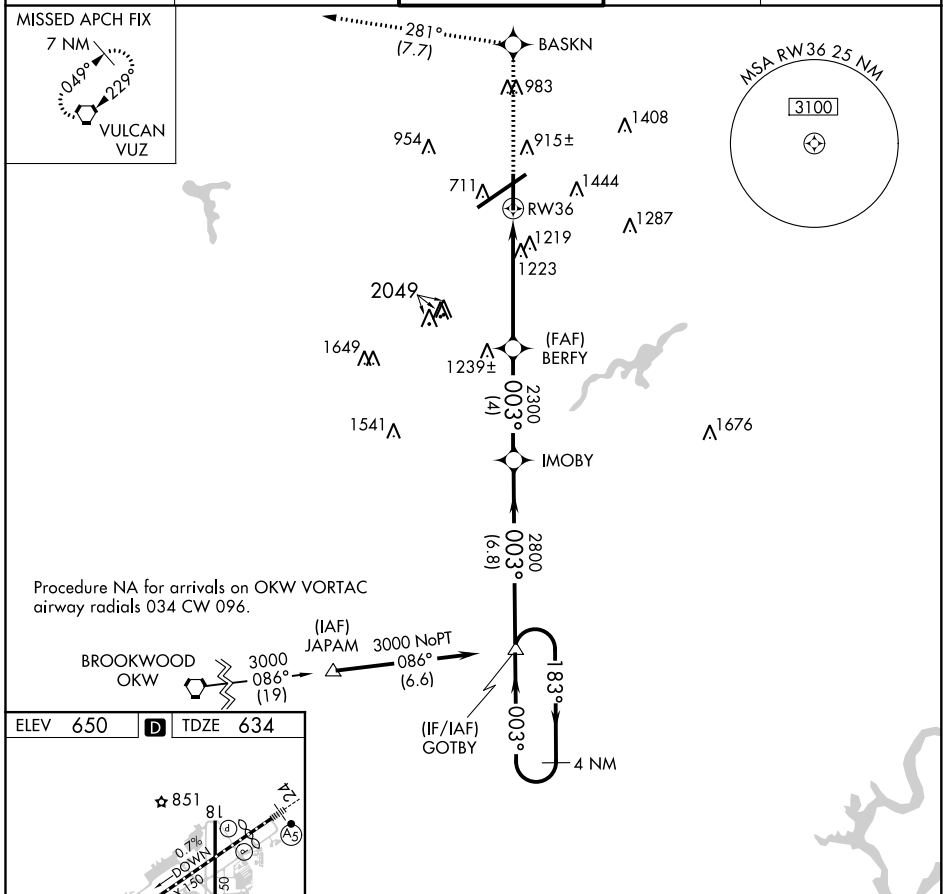 MISSED APCH FIX
7 NM
049°
229°
VULCAN
VUZ
281°
(7.7)
BASKN
983
954
915±
1408
711
1444
RW36
1287
1219
1223
MSA RW36 25 NM
3100
2049
1649
1239±
(FAF)
BERFY
2300
003°
(4)
1541
1676
IMOBY
2800
003°
(6.8)
Procedure NA for arrivals on OKW VORTAC
airway radials 034 CW 096.
BROOKWOOD
OKW
3000
086°
(19)
(IAF)
JAPAM
3000 NoPT
086°
(6.6)
(IF/IAF)
GOTBY
003°
183°
4 NM
ELEV 650
D
TDZE 634
851
18
24
P
P
A5
0.7%
DOWN
X 150